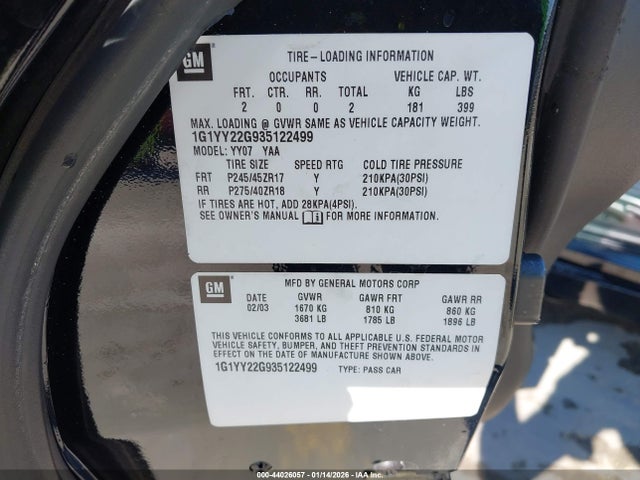 GM
TIRE-LOADING INFORMATION
OCCUPANTS VEHICLE CAP. WT.
FRT. CTR. RR. TOTAL KG LBS
2 0 0 2 181 399
MAX. LOADING @ GVWR SAME AS VEHICLE CAPACITY WEIGHT.
1G1YY22G935122499
MODEL: YY07 YAA
TIRE SIZE SPEED RTG COLD TIRE PRESSURE
FRT P245/45ZR17 Y 210KPA(30PSI)
RR P275/40ZR18 Y 210KPA(30PSI)
IF TIRES ARE HOT, ADD 28KPA(4PSI).
SEE OWNER'S MANUAL FOR MORE INFORMATION.
GM
MFD BY GENERAL MOTORS CORP
DATE GVWR GAWR FRT GAWR RR
02/03 1670 KG 810 KG 860 KG
3681 LB 1785 LB 1896 LB
THIS VEHICLE CONFORMS TO ALL APPLICABLE U.S. FEDERAL MOTOR
VEHICLE SAFETY, BUMPER, AND THEFT PREVENTION STANDARDS IN
EFFECT ON THE DATE OF MANUFACTURE SHOWN ABOVE.
1G1YY22G935122499 TYPE: PASS CAR
000-44026057 - 01/14/2026 - IAAI.COM